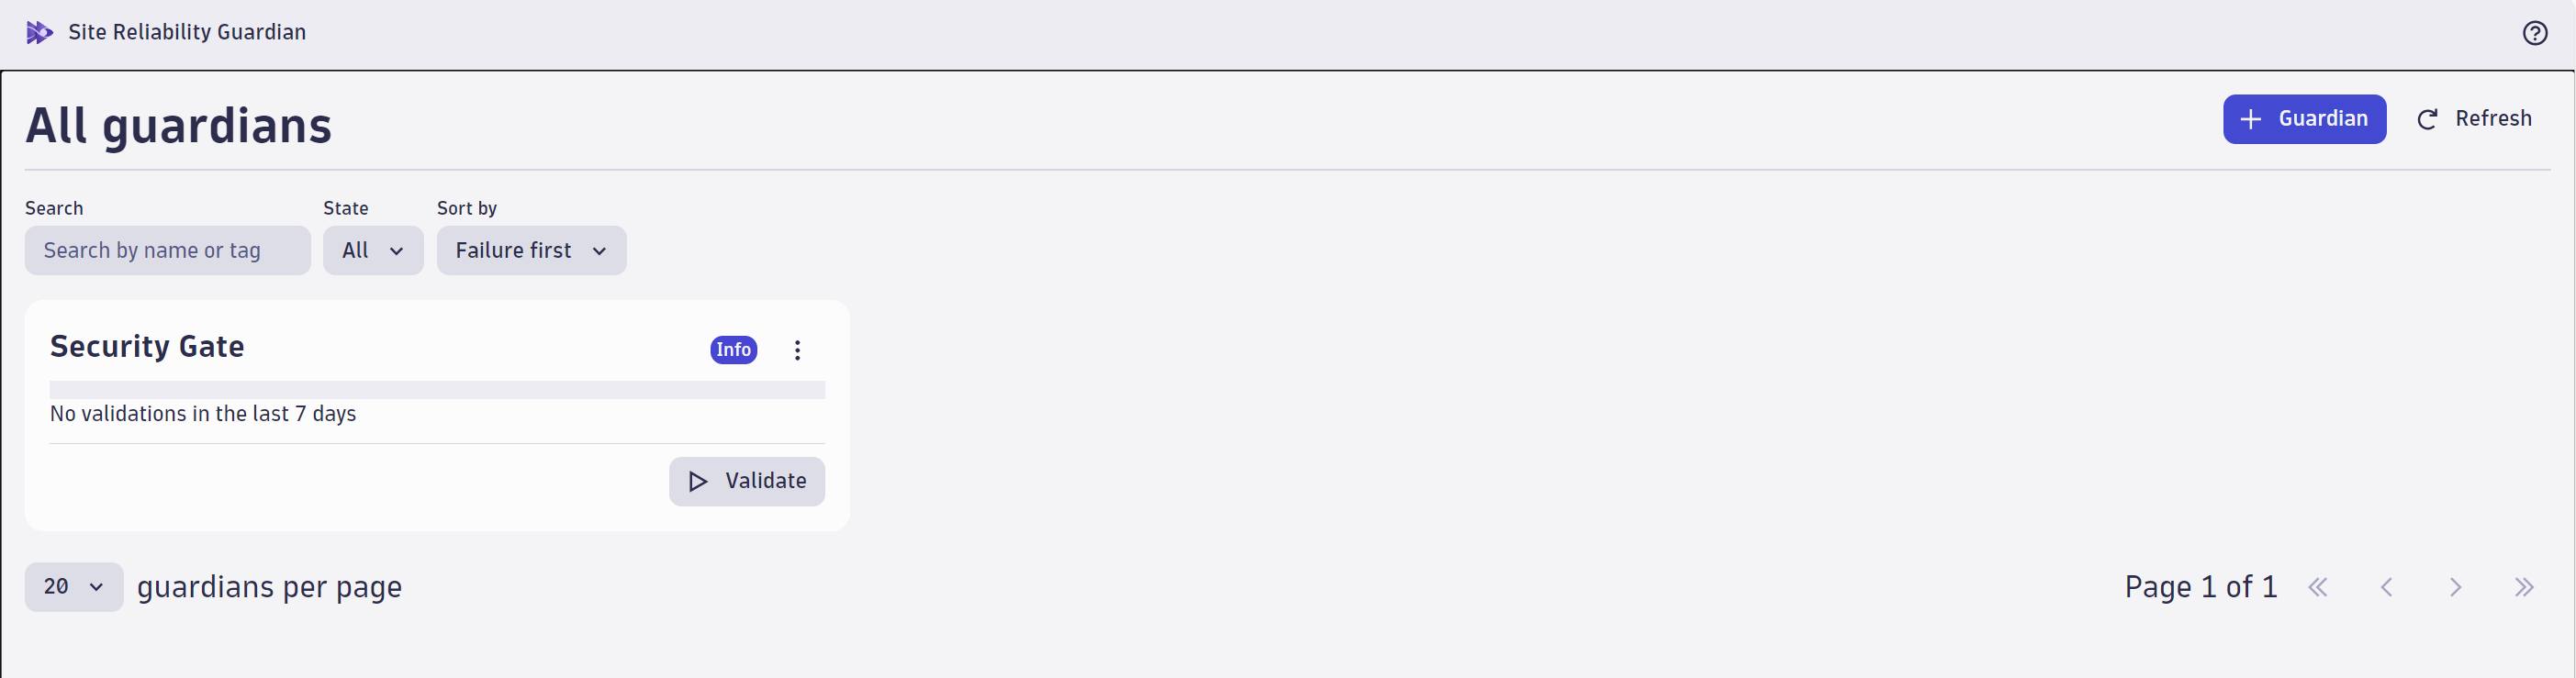 Site Reliability Guardian
All guardians
Guardian
Refresh
Search
State
Sort by
Search by name or tag
All
Failure first
Security Gate
Info
No validations in the last 7 days
Validate
20
guardians per page
Page 1 of 1